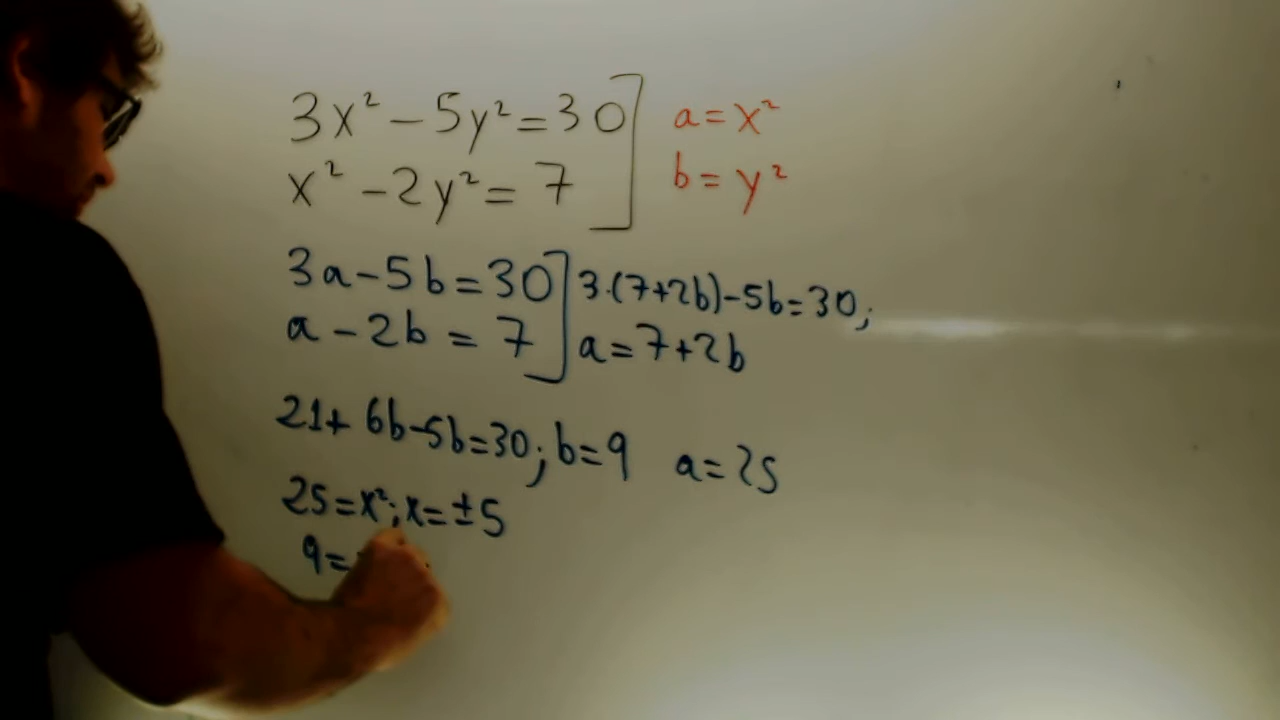 3x² - 5y² = 30] a = x²
x² - 2y² = 7 b = y²
3a - 5b = 30] 3·(7+2b) - 5b = 30;
a - 2b = 7 a = 7 + 2b
21 + 6b - 5b = 30; b = 9 a = 25
25 = x²; x = ± 5
9 =